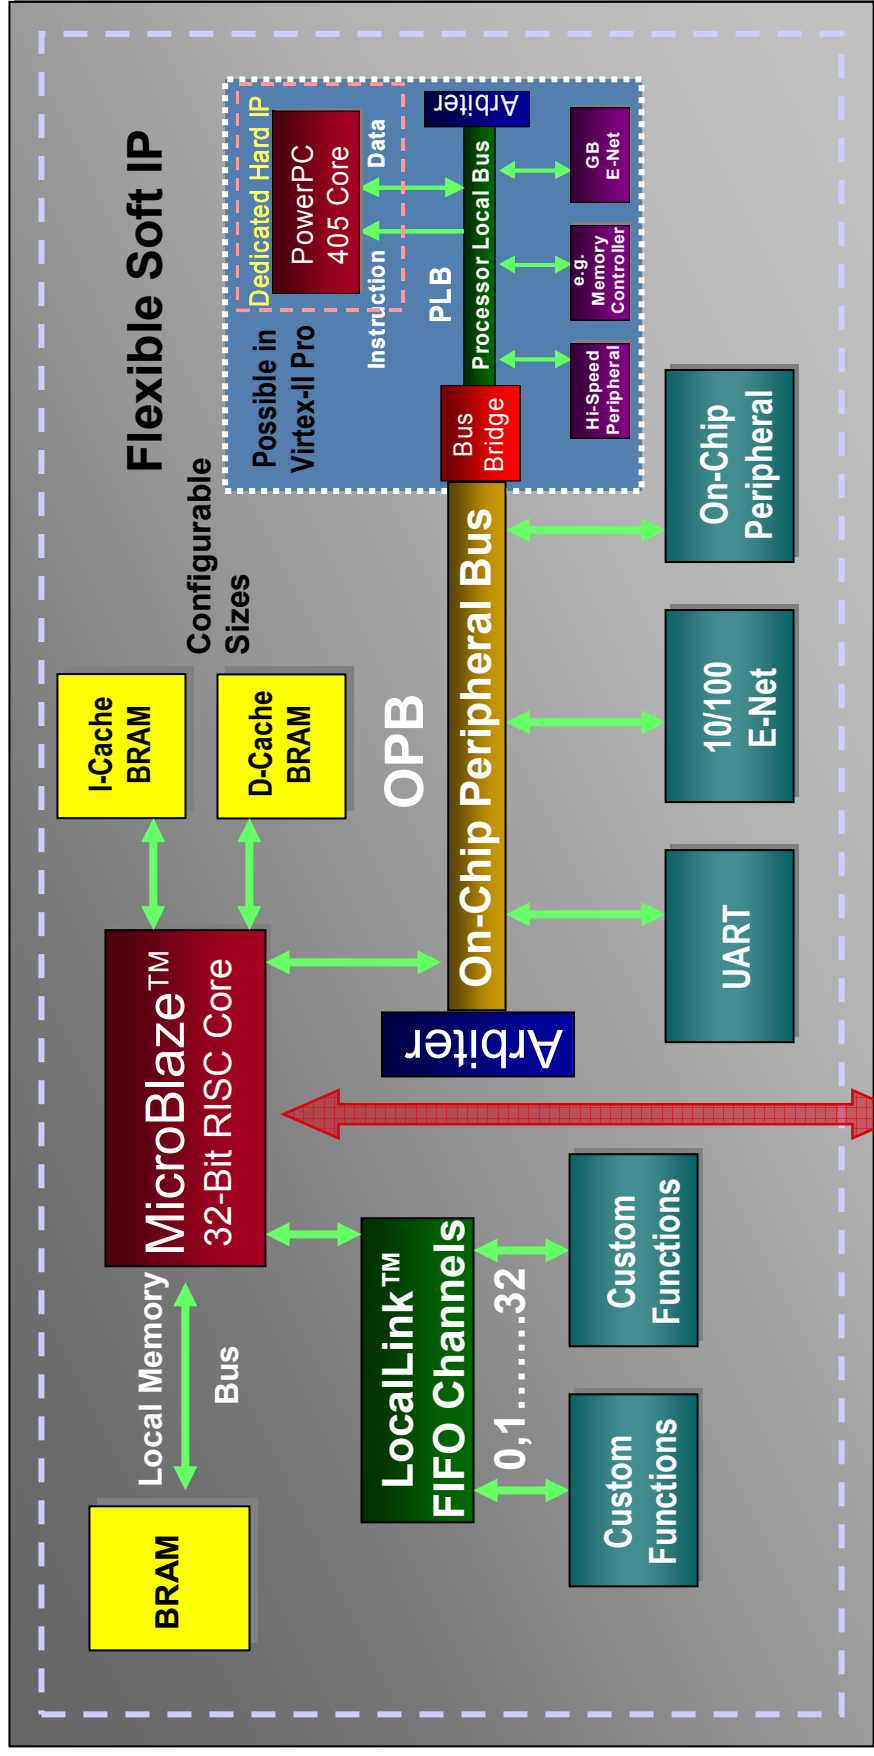 Flexible Soft IP
BRAM
Local Memory
Bus
MicroBlaze™
32-Bit RISC Core
I-Cache
BRAM
D-Cache
BRAM
Configurable
Sizes
LocalLink™
FIFO Channels
0,1.......32
Custom
Functions
Custom
Functions
Arbiter
OPB
On-Chip Peripheral Bus
UART
10/100
E-Net
On-Chip
Peripheral
Possible in
Virtex-II Pro
Dedicated Hard IP
PowerPC
405 Core
Instruction
Data
PLB
Bus
Bridge
Processor Local Bus
Arbiter
Hi-Speed
Peripheral
e.g.
Memory
Controller
GB
E-Net